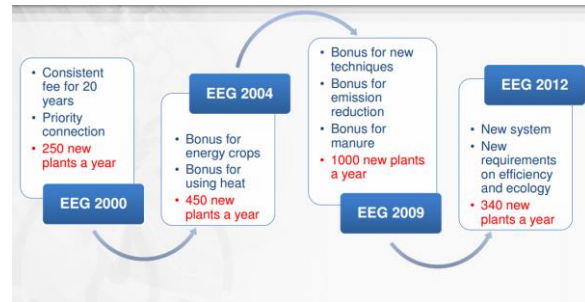 • Consistent
fee for 20
years
• Priority
connection
• 250 new
plants a year
EEG 2000
EEG 2004
• Bonus for
energy crops
• Bonus for
using heat
• 450 new
plants a year
• Bonus for new
techniques
• Bonus for
emission
reduction
• Bonus for
manure
• 1000 new plants
a year
EEG 2009
EEG 2012
• New system
• New
requirements
on efficiency
and ecology
• 340 new
plants a year